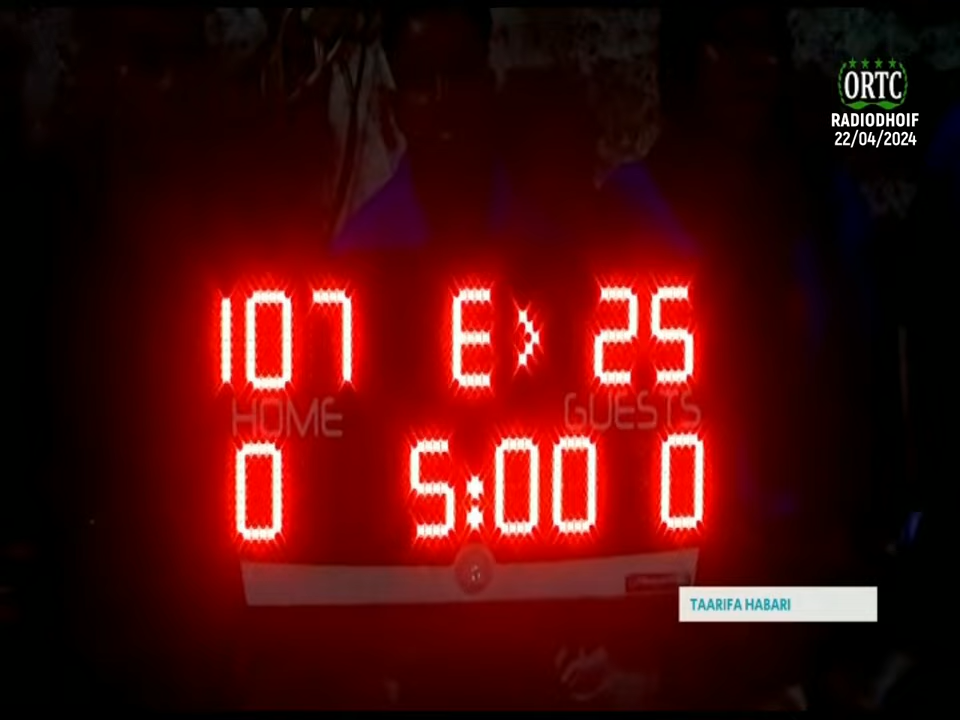 ORTC
RADIODHOIF
22/04/2024
107 E 25
HOME GUESTS
0 5:00 0
TAARIFA HABARI